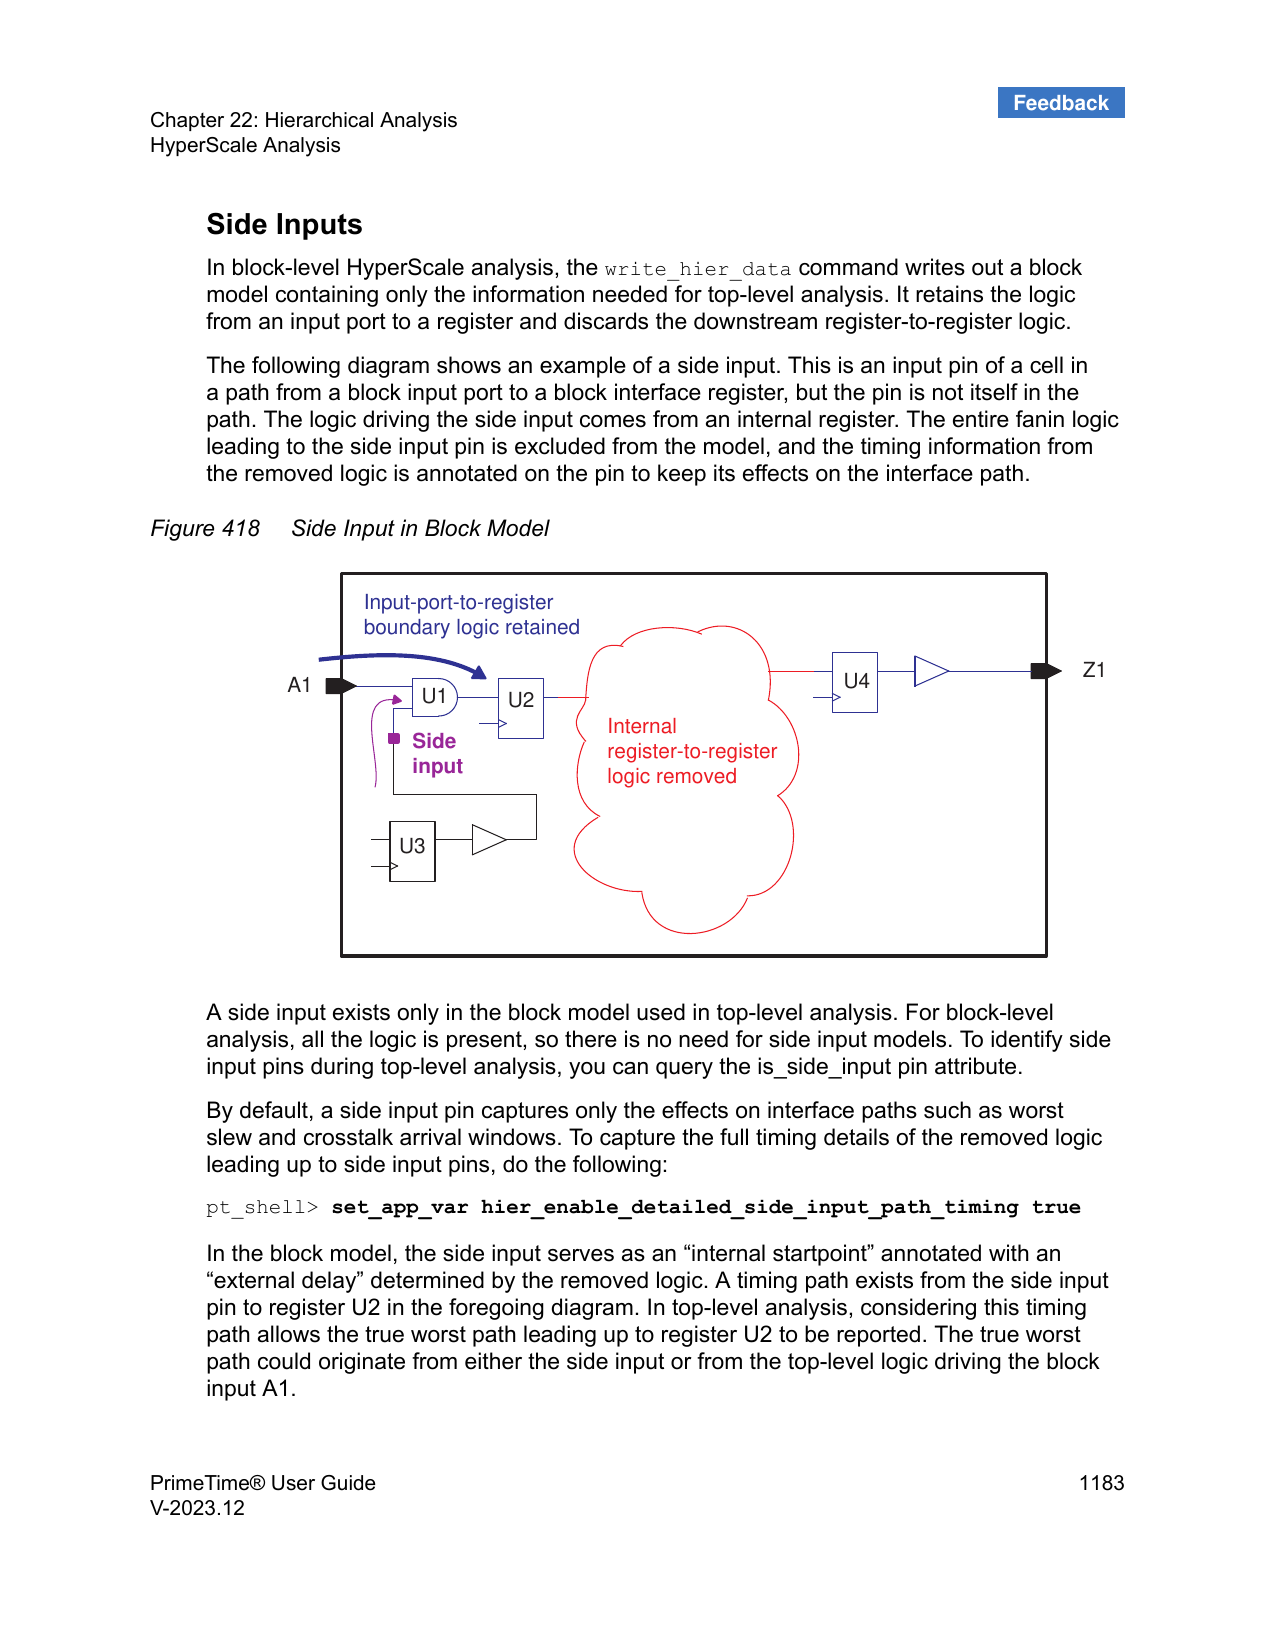 Feedback
Chapter 22: Hierarchical Analysis
HyperScale Analysis
Side Inputs
In block-level HyperScale analysis, the write_hier_data command writes out a block
model containing only the information needed for top-level analysis. It retains the logic
from an input port to a register and discards the downstream register-to-register logic.
The following diagram shows an example of a side input. This is an input pin of a cell in
a path from a block input port to a block interface register, but the pin is not itself in the
path. The logic driving the side input comes from an internal register. The entire fanin logic
leading to the side input pin is excluded from the model, and the timing information from
the removed logic is annotated on the pin to keep its effects on the interface path.
Figure 418 Side Input in Block Model
Input-port-to-register
boundary logic retained
A1
U1
U2
Side
input
U3
Internal
register-to-register
logic removed
U4
Z1
A side input exists only in the block model used in top-level analysis. For block-level
analysis, all the logic is present, so there is no need for side input models. To identify side
input pins during top-level analysis, you can query the is_side_input pin attribute.
By default, a side input pin captures only the effects on interface paths such as worst
slew and crosstalk arrival windows. To capture the full timing details of the removed logic
leading up to side input pins, do the following:
pt_shell> set_app_var hier_enable_detailed_side_input_path_timing true
In the block model, the side input serves as an “internal startpoint” annotated with an
“external delay” determined by the removed logic. A timing path exists from the side input
pin to register U2 in the foregoing diagram. In top-level analysis, considering this timing
path allows the true worst path leading up to register U2 to be reported. The true worst
path could originate from either the side input or from the top-level logic driving the block
input A1.
PrimeTime® User Guide
V-2023.12
1183